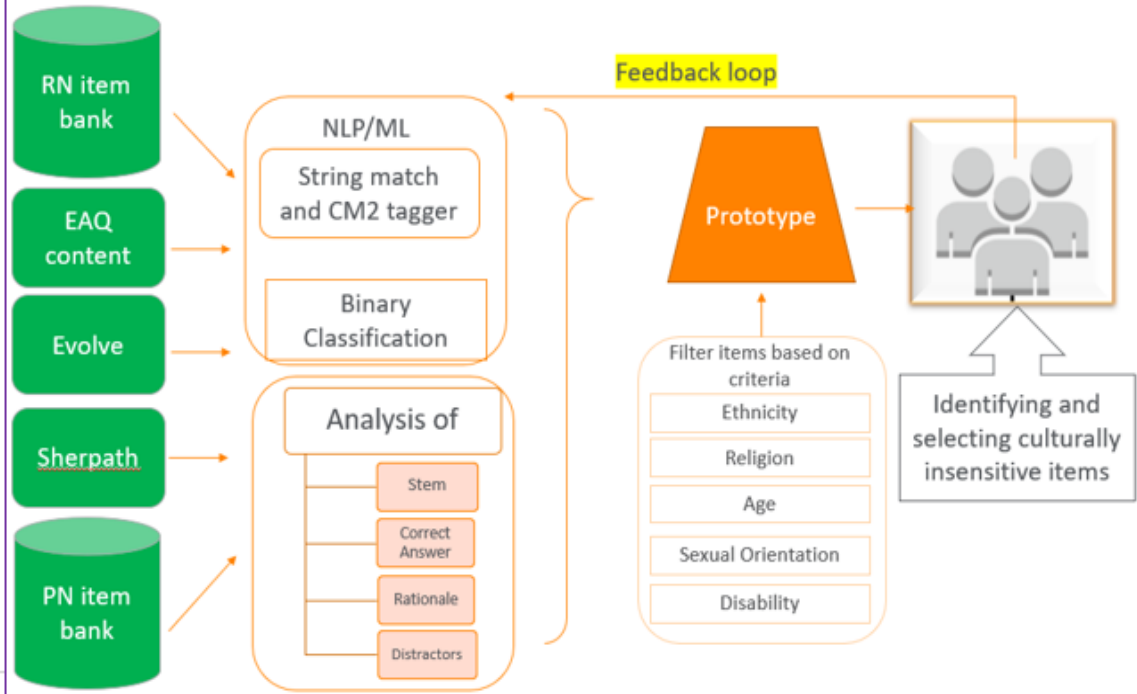 RN item
bank
EAQ
content
Evolve
Sherpath
PN item
bank
NLP/ML
String match
and CM2 tagger
Binary
Classification
Analysis of
Stem
Correct
Answer
Rationale
Distractors
Feedback loop
Prototype
Filter items based on
criteria
Ethnicity
Religion
Age
Sexual Orientation
Disability
Identifying and
selecting culturally
insensitive items